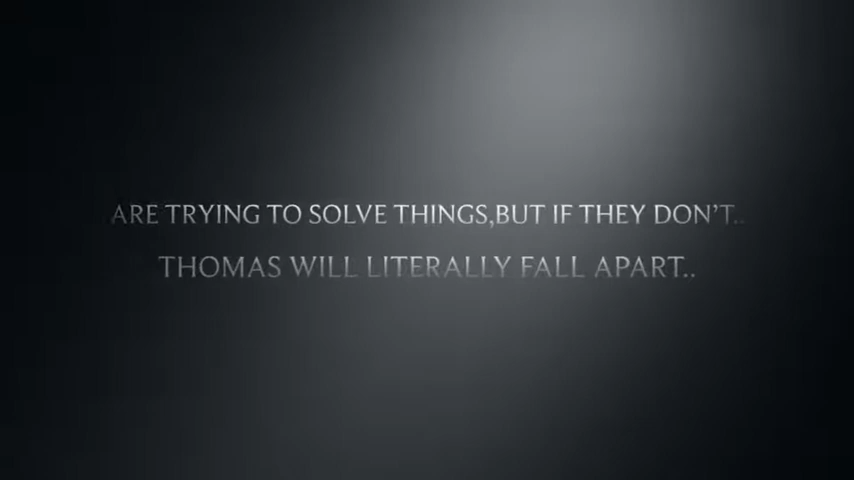 ARE TRYING TO SOLVE THINGS,BUT IF THEY DON'T..
THOMAS WILL LITERALLY FALL APART..